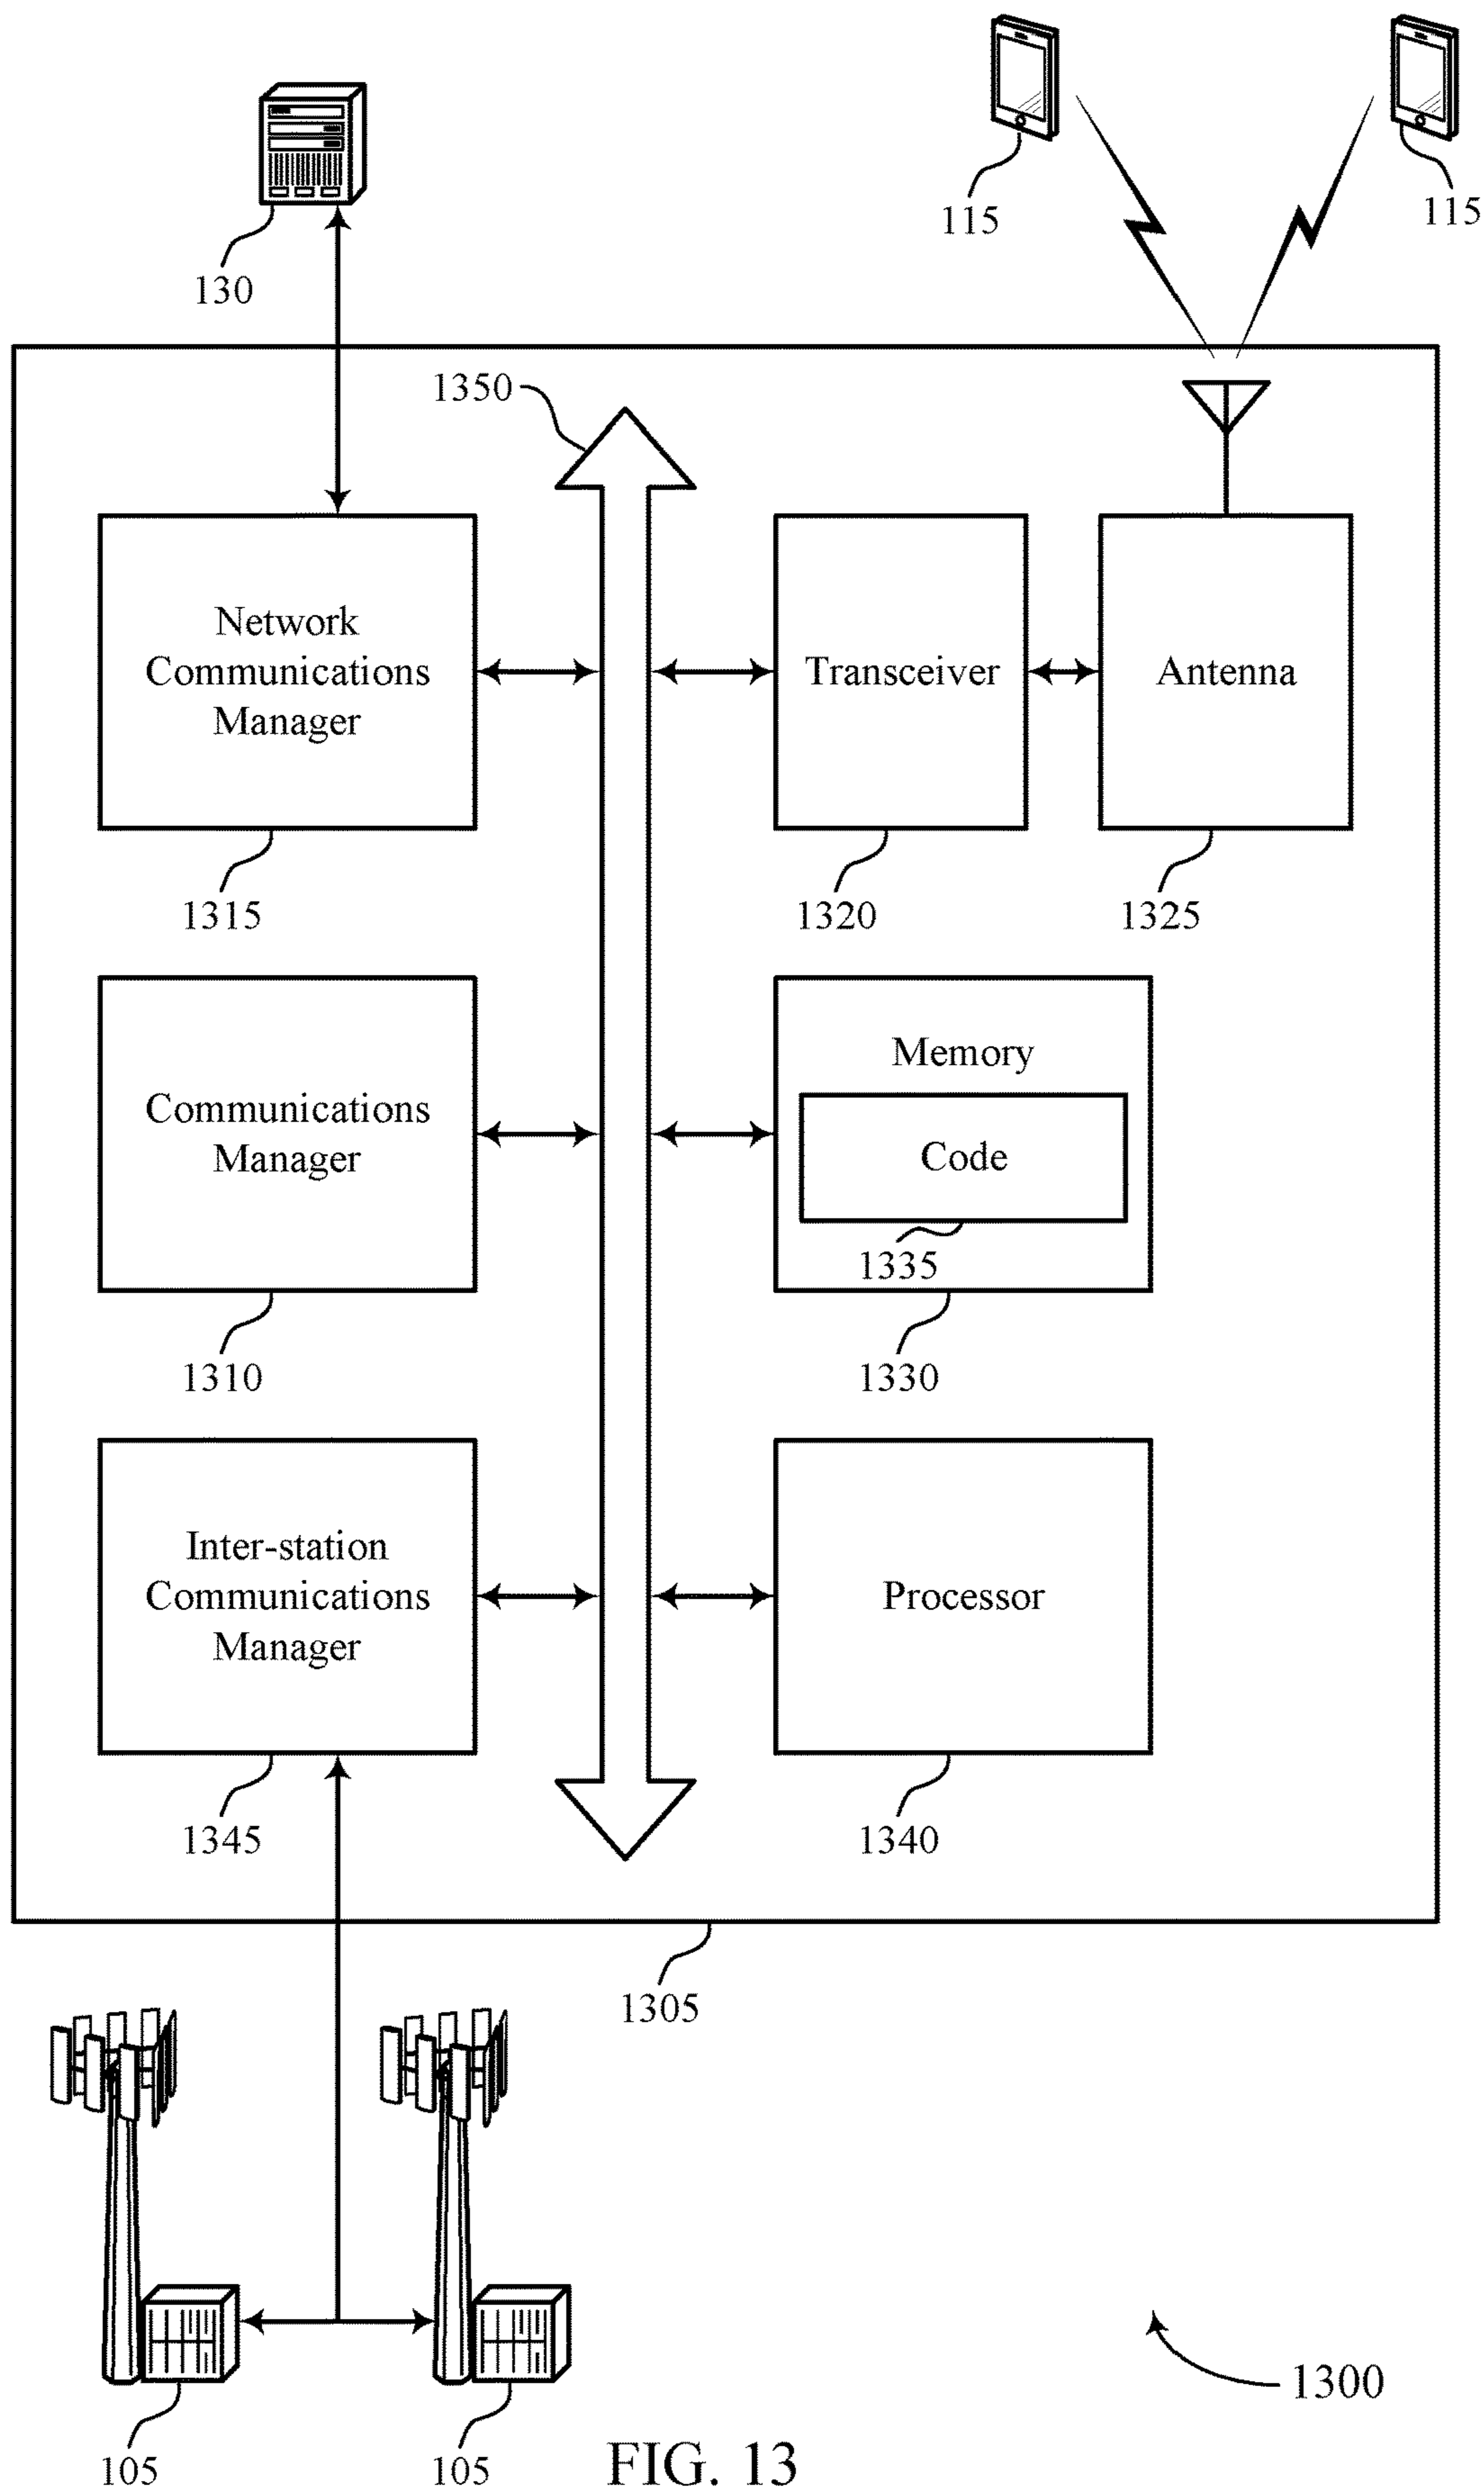 115
115
130
1350
Network
Communications
Manager
Transceiver
Antenna
1315
1320
1325
Communications
Manager
Memory
Code
1335
1310
1330
Inter-station
Communications
Manager
Processor
1345
1340
1305
1300
105
105
FIG. 13